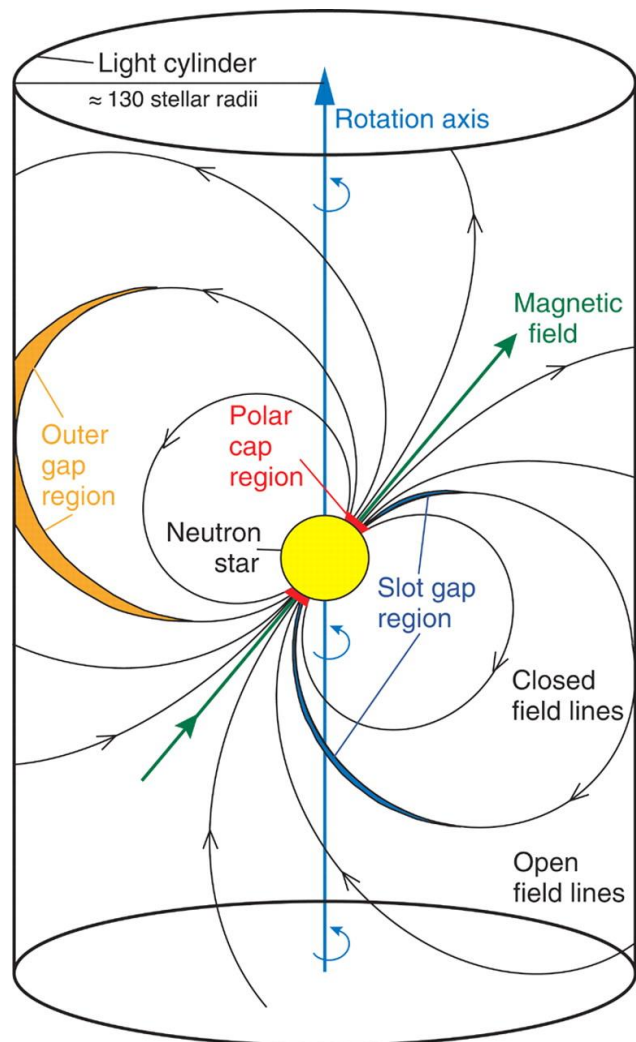 Light cylinder
≈ 130 stellar radii
Rotation axis
Magnetic
field
Polar
cap
region
Outer
gap
region
Neutron
star
Slot gap
region
Closed
field lines
Open
field lines